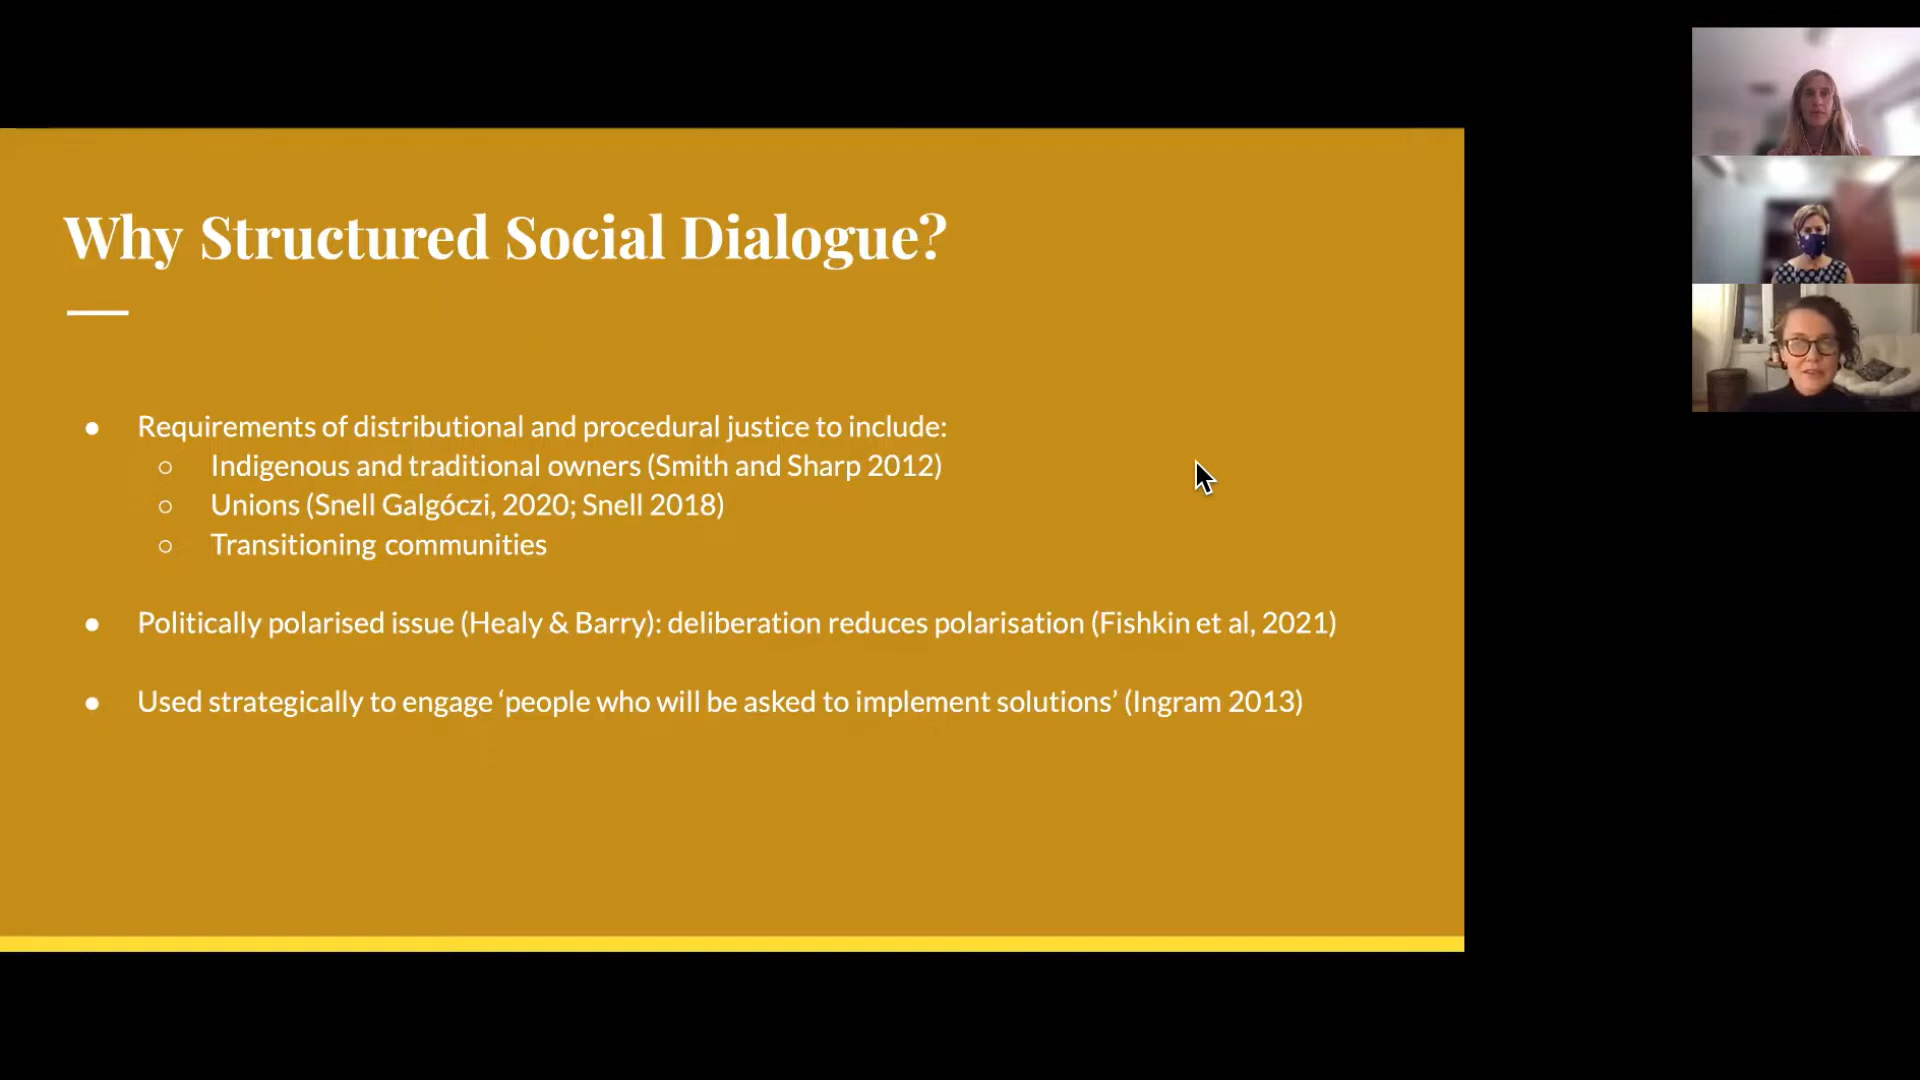 Why Structured Social Dialogue?
● Requirements of distributional and procedural justice to include:
○ Indigenous and traditional owners (Smith and Sharp 2012)
○ Unions (Snell Galgóczi, 2020; Snell 2018)
○ Transitioning communities
● Politically polarised issue (Healy & Barry): deliberation reduces polarisation (Fishkin et al, 2021)
● Used strategically to engage ‘people who will be asked to implement solutions’ (Ingram 2013)